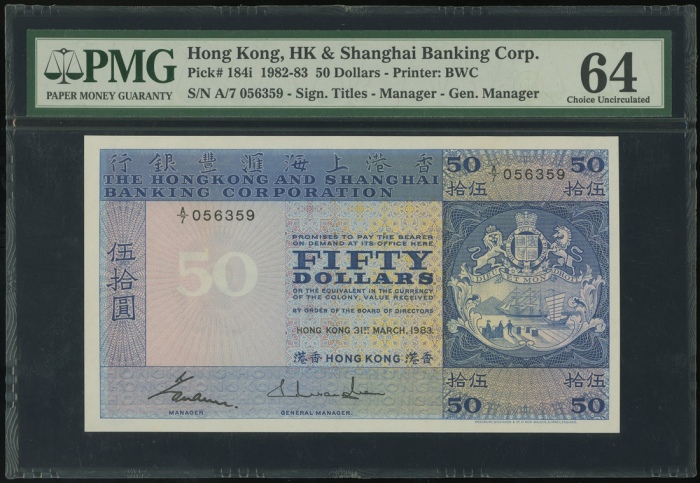 PMG
PAPER MONEY GUARANTY
Hong Kong, HK & Shanghai Banking Corp.
Pick# 184i 1982-83 50 Dollars - Printer: BWC
S/N A/7 056359 - Sign. Titles - Manager - Gen. Manager
64
Choice Uncirculated
行銀豐滙海上港香
THE HONGKONG AND SHANGHAI
BANKING CORPORATION
50 A/7 056359 50
拾伍 拾伍
A/7 056359
伍拾圓
50
PROMISES TO PAY THE BEARER
ON DEMAND AT ITS OFFICE HERE
FIFTY
DOLLARS
OR THE EQUIVALENT IN THE CURRENCY
OF THE COLONY, VALUE RECEIVED
BY ORDER OF THE BOARD OF DIRECTORS
HONG KONG 31ST MARCH, 1983.
港香 HONG KONG 港香
DIEU ET MON DROIT
MANAGER.
GENERAL MANAGER.
拾伍 拾伍
50 50